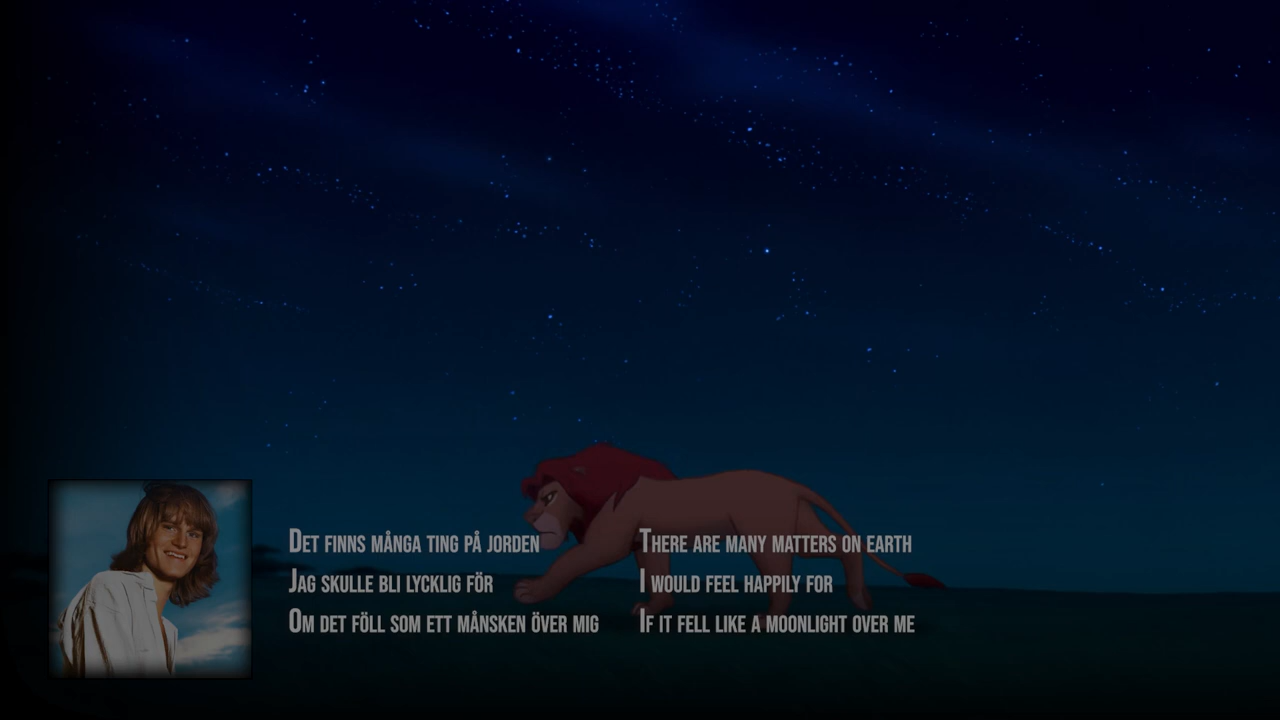 Det finns många ting på jorden
Jag skulle bli lycklig för
Om det föll som ett månsken över mig
There are many matters on earth
I would feel happily for
If it fell like a moonlight over me